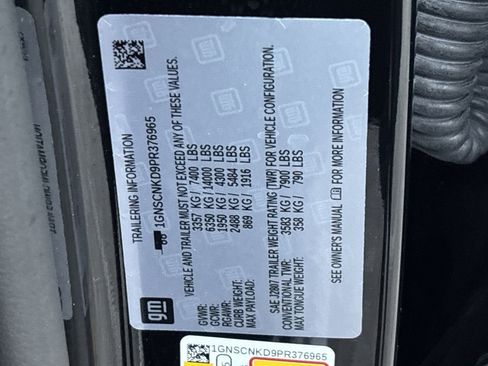 TRAILERING INFORMATION
1GNSCNKD9PR376965
VEHICLE AND TRAILER MUST NOT EXCEED ANY OF THESE VALUES.
GVWR: 3357 KG / 7400 LBS
GCWR: 6350 KG / 14000 LBS
RGAWR: 1950 KG / 4300 LBS
CURB WEIGHT: 2488 KG / 5484 LBS
MAX PAYLOAD: 869 KG / 1916 LBS
SAE J2807 TRAILER WEIGHT RATING (TWR) FOR VEHICLE CONFIGURATION.
CONVENTIONAL TWR: 3583 KG / 7900 LBS
MAX TONGUE WEIGHT: 358 KG / 790 LBS
SEE OWNER'S MANUAL FOR MORE INFORMATION
gm
1GNSCNKD9PR376965